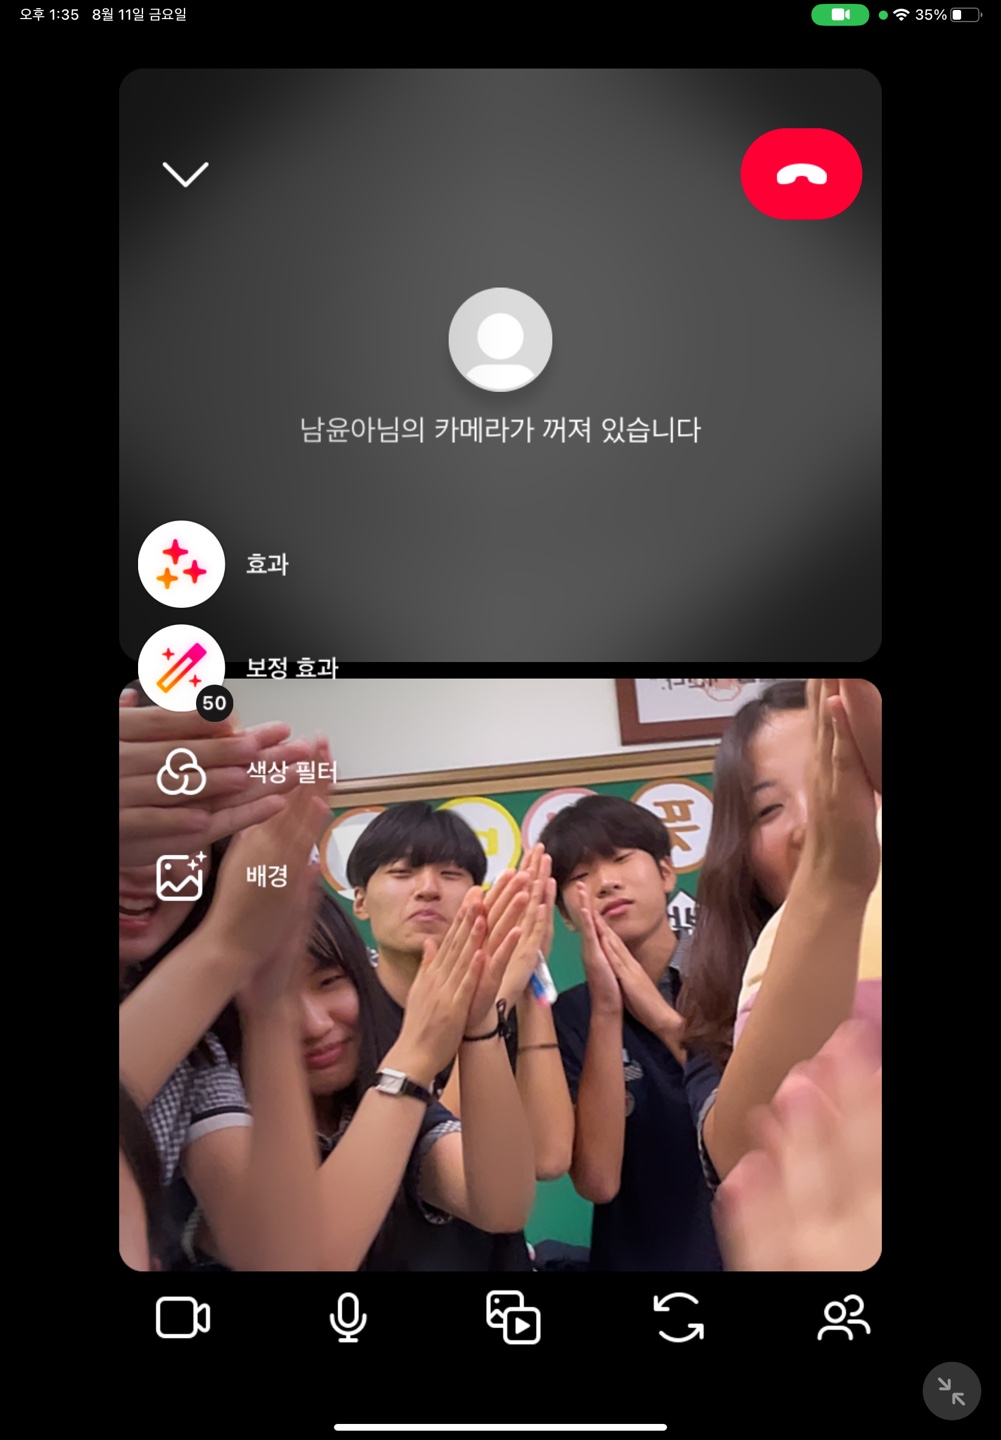 오후 1:35 8월 11일 금요일
35%
남윤아님의 카메라가 꺼져 있습니다
효과
보정 효과
50
색상 필터
배경